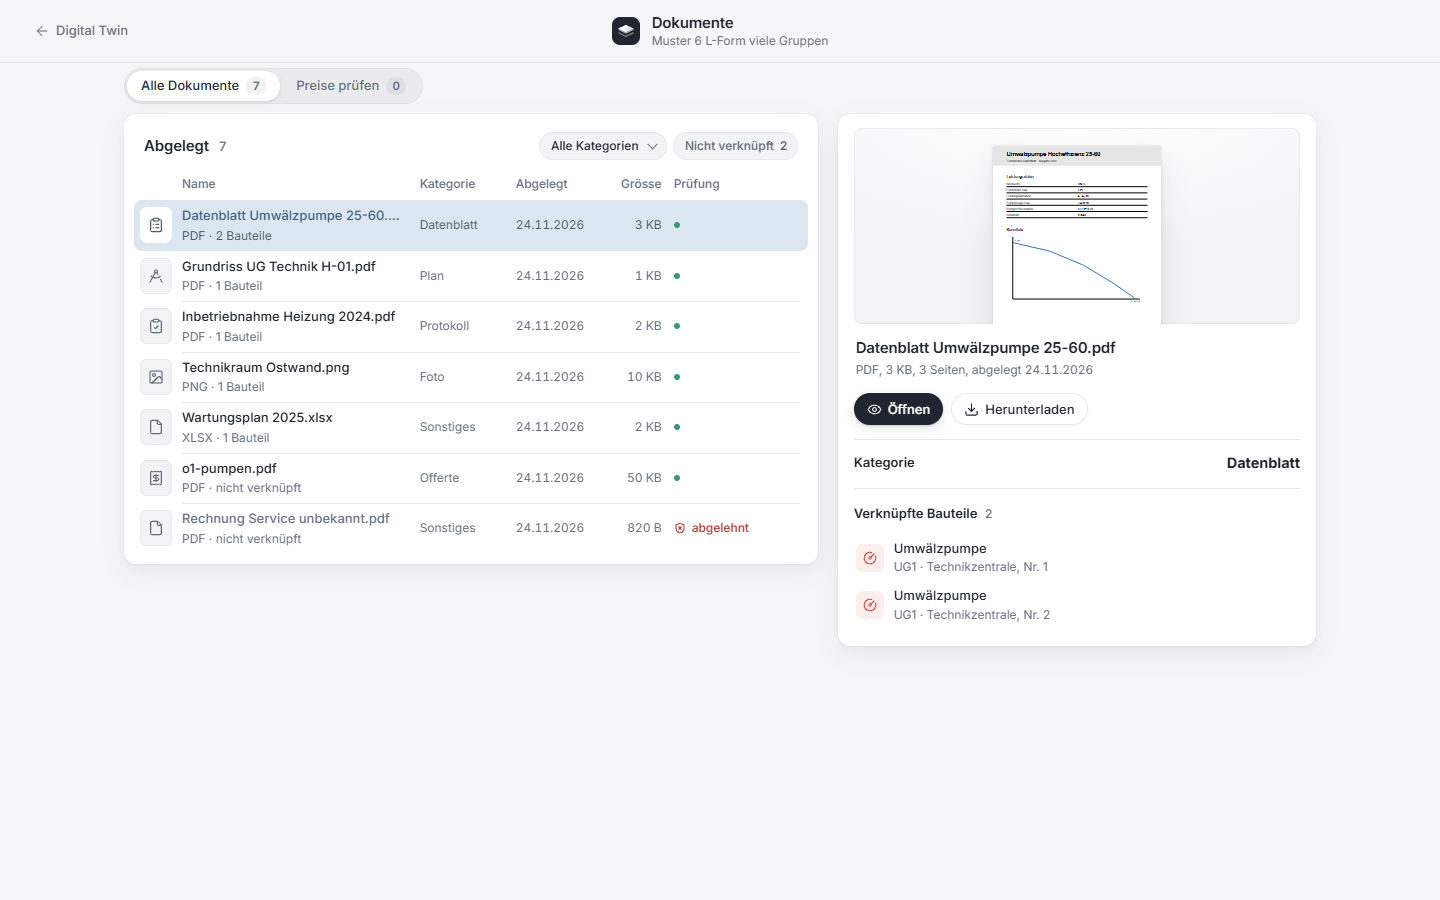 Digital Twin
Dokumente
Muster 6 L-Form viele Gruppen
Alle Dokumente 7
Preise prüfen 0
Abgelegt 7
Alle Kategorien
Nicht verknüpft 2
Name Kategorie Abgelegt Grösse Prüfung
Datenblatt Umwälzpumpe 25-60....
PDF · 2 Bauteile
Datenblatt 24.11.2026 3 KB
Grundriss UG Technik H-01.pdf
PDF · 1 Bauteil
Plan 24.11.2026 1 KB
Inbetriebnahme Heizung 2024.pdf
PDF · 1 Bauteil
Protokoll 24.11.2026 2 KB
Technikraum Ostwand.png
PNG · 1 Bauteil
Foto 24.11.2026 10 KB
Wartungsplan 2025.xlsx
XLSX · 1 Bauteil
Sonstiges 24.11.2026 2 KB
o1-pumpen.pdf
PDF · nicht verknüpft
Offerte 24.11.2026 50 KB
Rechnung Service unbekannt.pdf
PDF · nicht verknüpft
Sonstiges 24.11.2026 820 B abgelehnt
Umwälzpumpe Hocheffizienz 25-60
Datenblatt Umwälzpumpe 25-60.pdf
PDF, 3 KB, 3 Seiten, abgelegt 24.11.2026
Öffnen
Herunterladen
Kategorie Datenblatt
Verknüpfte Bauteile 2
Umwälzpumpe
UG1 · Technikzentrale, Nr. 1
Umwälzpumpe
UG1 · Technikzentrale, Nr. 2